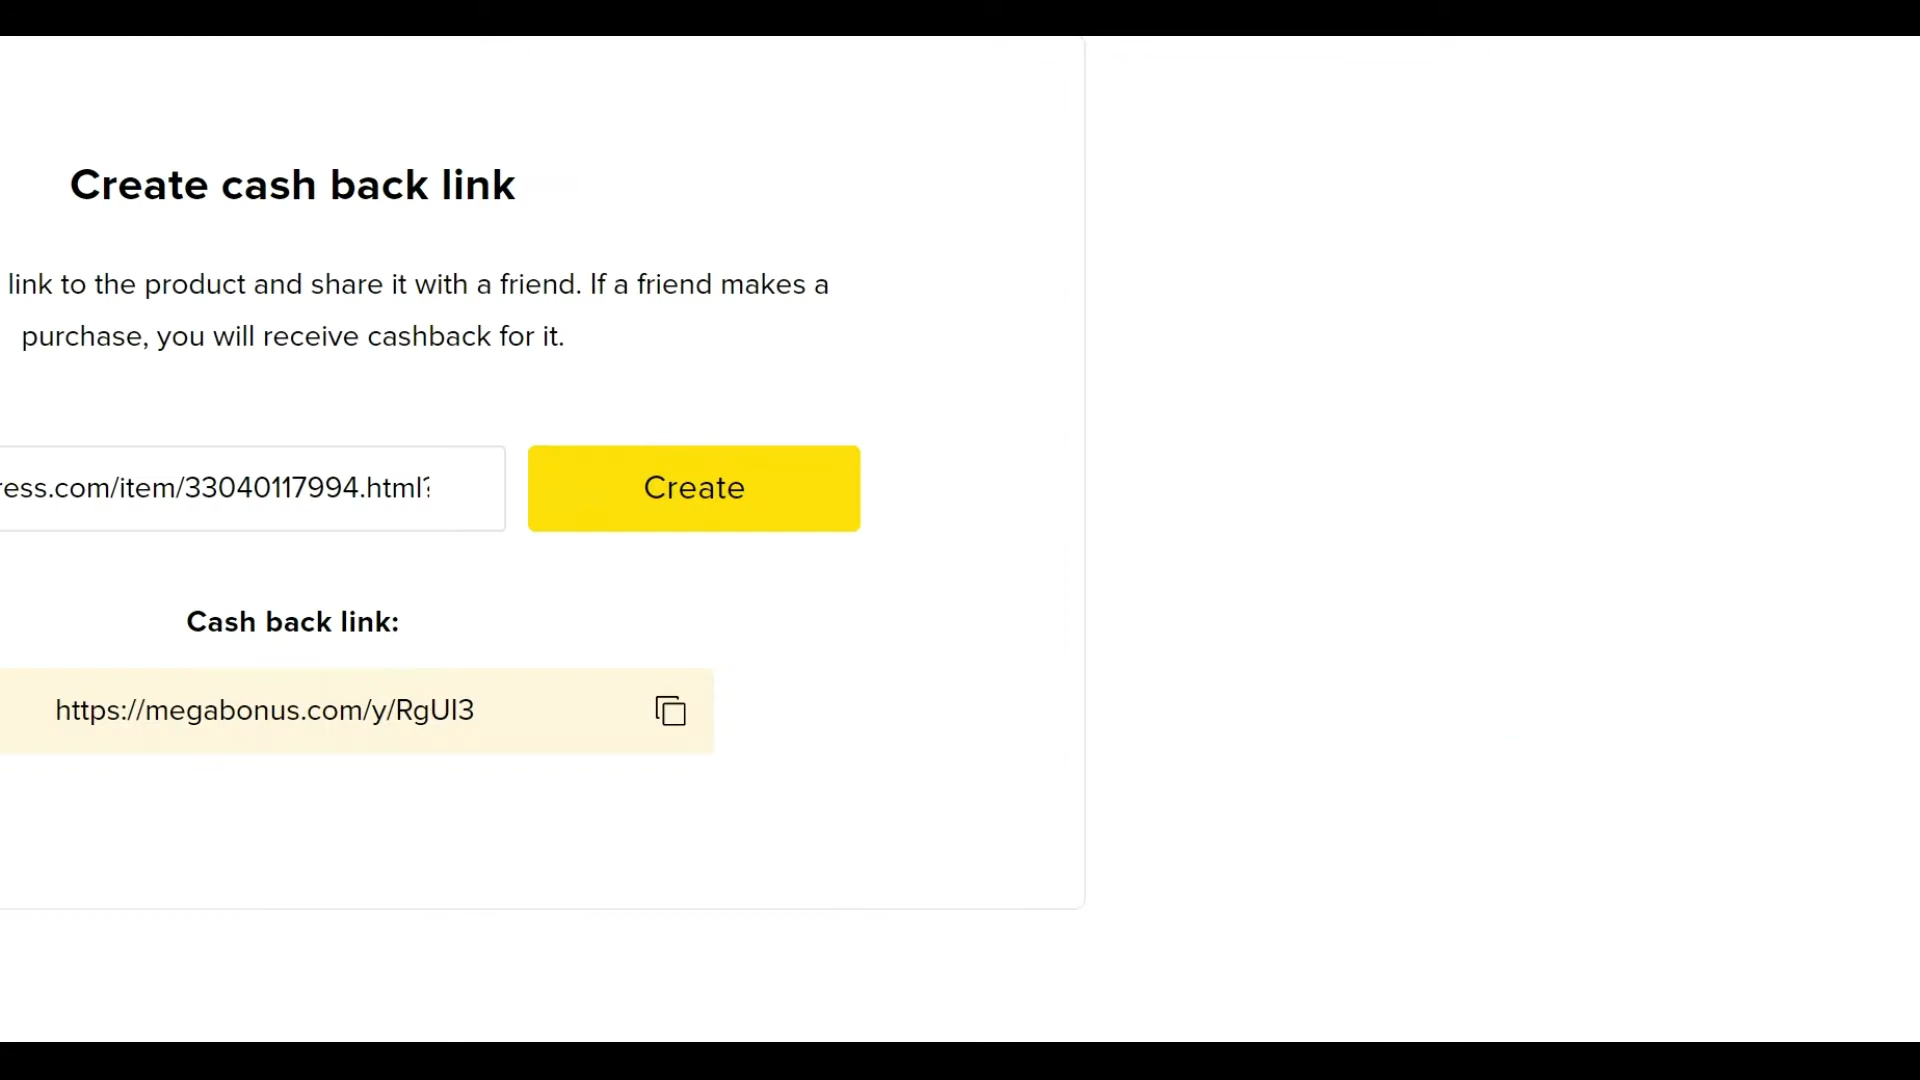 Create cash back link
link to the product and share it with a friend. If a friend makes a
purchase, you will receive cashback for it.
ress.com/item/33040117994.html?
Create
Cash back link:
https://megabonus.com/y/RgUI3